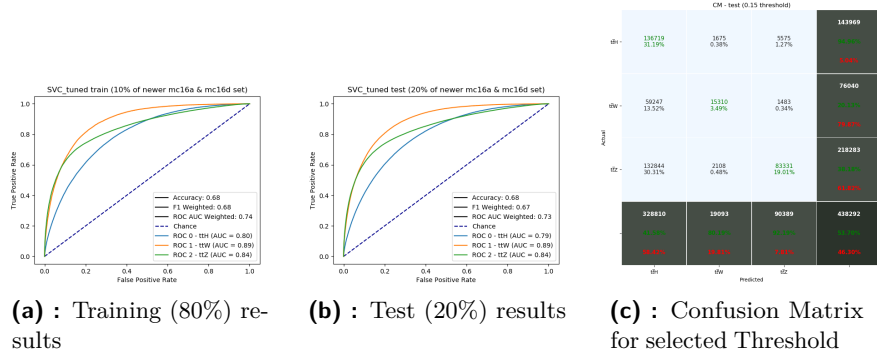 SVC_tuned train (10% of newer mc16a & mc16d set)
True Positive Rate
1.0
0.8
0.6
0.4
0.2
0.0
Accuracy: 0.68
F1 Weighted: 0.68
ROC AUC Weighted: 0.74
Chance
ROC 0 - ttH (AUC = 0.80)
ROC 1 - ttW (AUC = 0.89)
ROC 2 - ttZ (AUC = 0.84)
0.0 0.2 0.4 0.6 0.8 1.0
False Positive Rate
(a) : Training (80%) re-
sults
SVC_tuned test (20% of newer mc16a & mc16d set)
True Positive Rate
1.0
0.8
0.6
0.4
0.2
0.0
Accuracy: 0.68
F1 Weighted: 0.67
ROC AUC Weighted: 0.73
Chance
ROC 0 - ttH (AUC = 0.79)
ROC 1 - ttW (AUC = 0.89)
ROC 2 - ttZ (AUC = 0.84)
0.0 0.2 0.4 0.6 0.8 1.0
False Positive Rate
(b) : Test (20%) results
CM - test (0.15 threshold)
Actual
tt̄H
136719 1675 5575 143969
31.19% 0.38% 1.27%
tt̄W
59247 15310 1483 76040
13.52% 3.49% 0.34%
tt̄Z
132844 2108 83331 218283
30.31% 0.48% 19.01%
328810 19093 90389 438292
tt̄H tt̄W tt̄Z
Predicted
(c) : Confusion Matrix
for selected Threshold